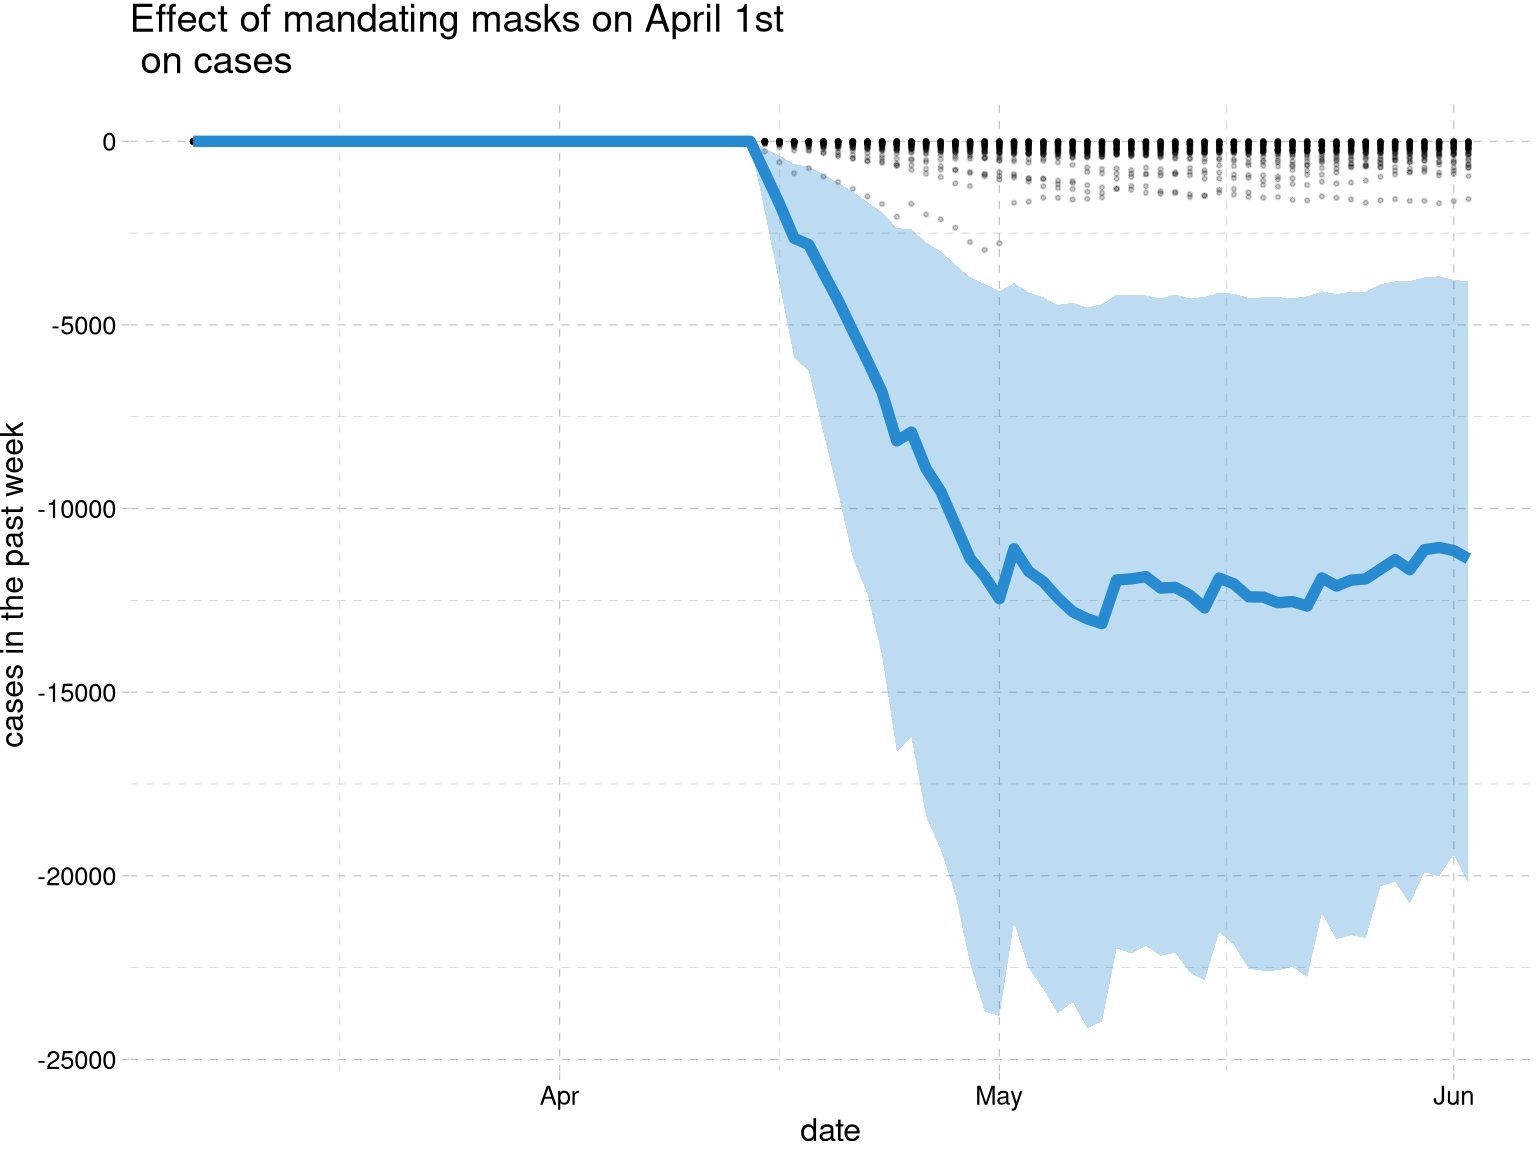 Effect of mandating masks on April 1st
on cases
cases in the past week
0
-5000
-10000
-15000
-20000
-25000
Apr
May
Jun
date